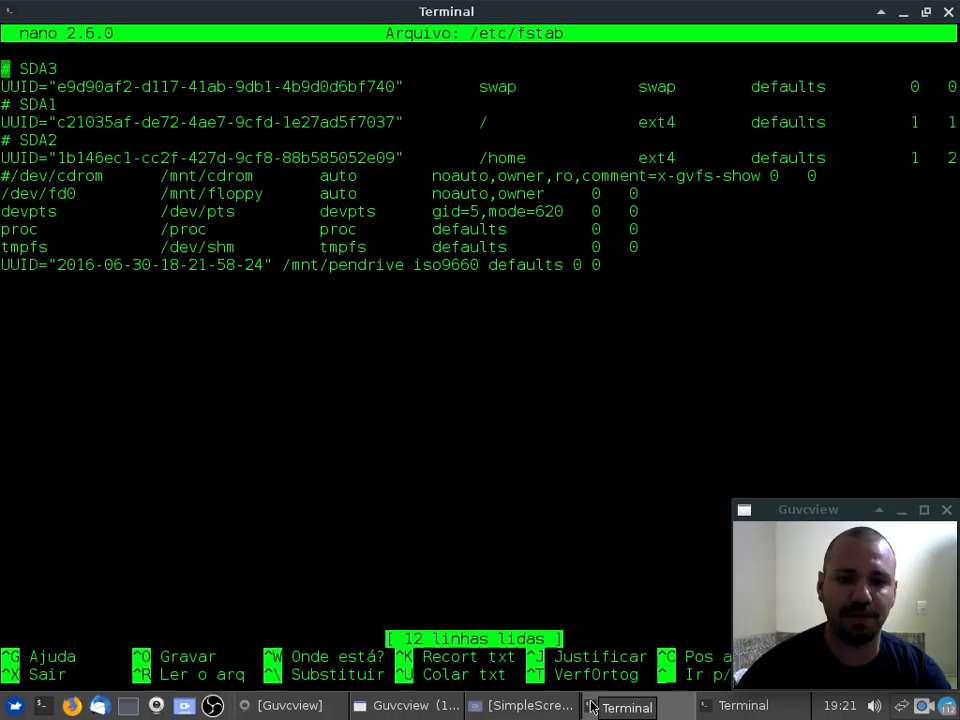 Terminal
nano 2.6.0 Arquivo: /etc/fstab
# SDA3
UUID="e9d90af2-d117-41ab-9db1-4b9d0d6bf740" swap swap defaults 0 0
# SDA1
UUID="c21035af-de72-4ae7-9cfd-1e27ad5f7037" / ext4 defaults 1 1
# SDA2
UUID="1b146ec1-cc2f-427d-9cf8-88b585052e09" /home ext4 defaults 1 2
#/dev/cdrom /mnt/cdrom auto noauto,owner,ro,comment=x-gvfs-show 0 0
/dev/fd0 /mnt/floppy auto noauto,owner 0 0
devpts /dev/pts devpts gid=5,mode=620 0 0
proc /proc proc defaults 0 0
tmpfs /dev/shm tmpfs defaults 0 0
UUID="2016-06-30-18-21-58-24" /mnt/pendrive iso9660 defaults 0 0
Guvcview
[ 12 linhas lidas ]
^G Ajuda ^O Gravar ^W Onde está? ^K Recort txt ^J Justificar ^C Pos a
^X Sair ^R Ler o arq ^\ Substituir ^U Colar txt ^T VerfOrtog ^_ Ir p/
[Guvcview] Guvcview (1... [SimpleScre... Terminal Terminal 19:21 112